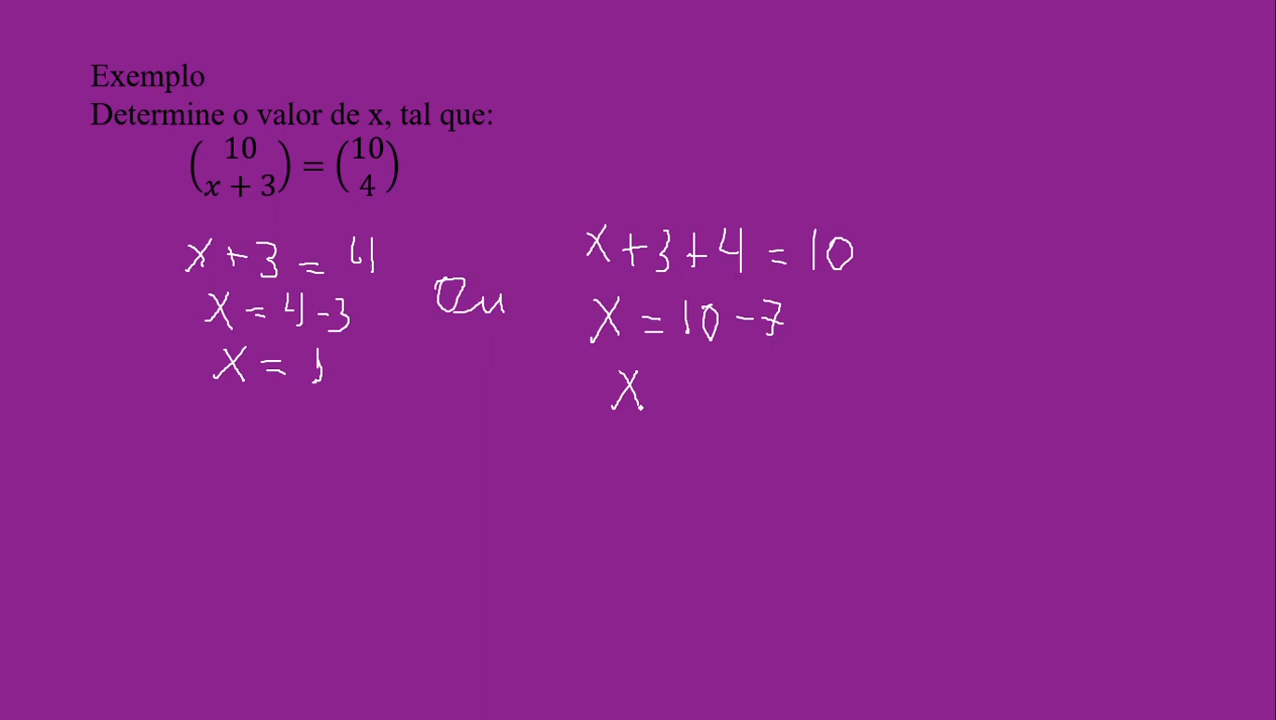 Exemplo
Determine o valor de x, tal que:
(10 / x + 3) = (10 / 4)
x + 3 = 4
x = 4 - 3
x = 1
Ou
x + 3 + 4 = 10
x = 10 - 7
x